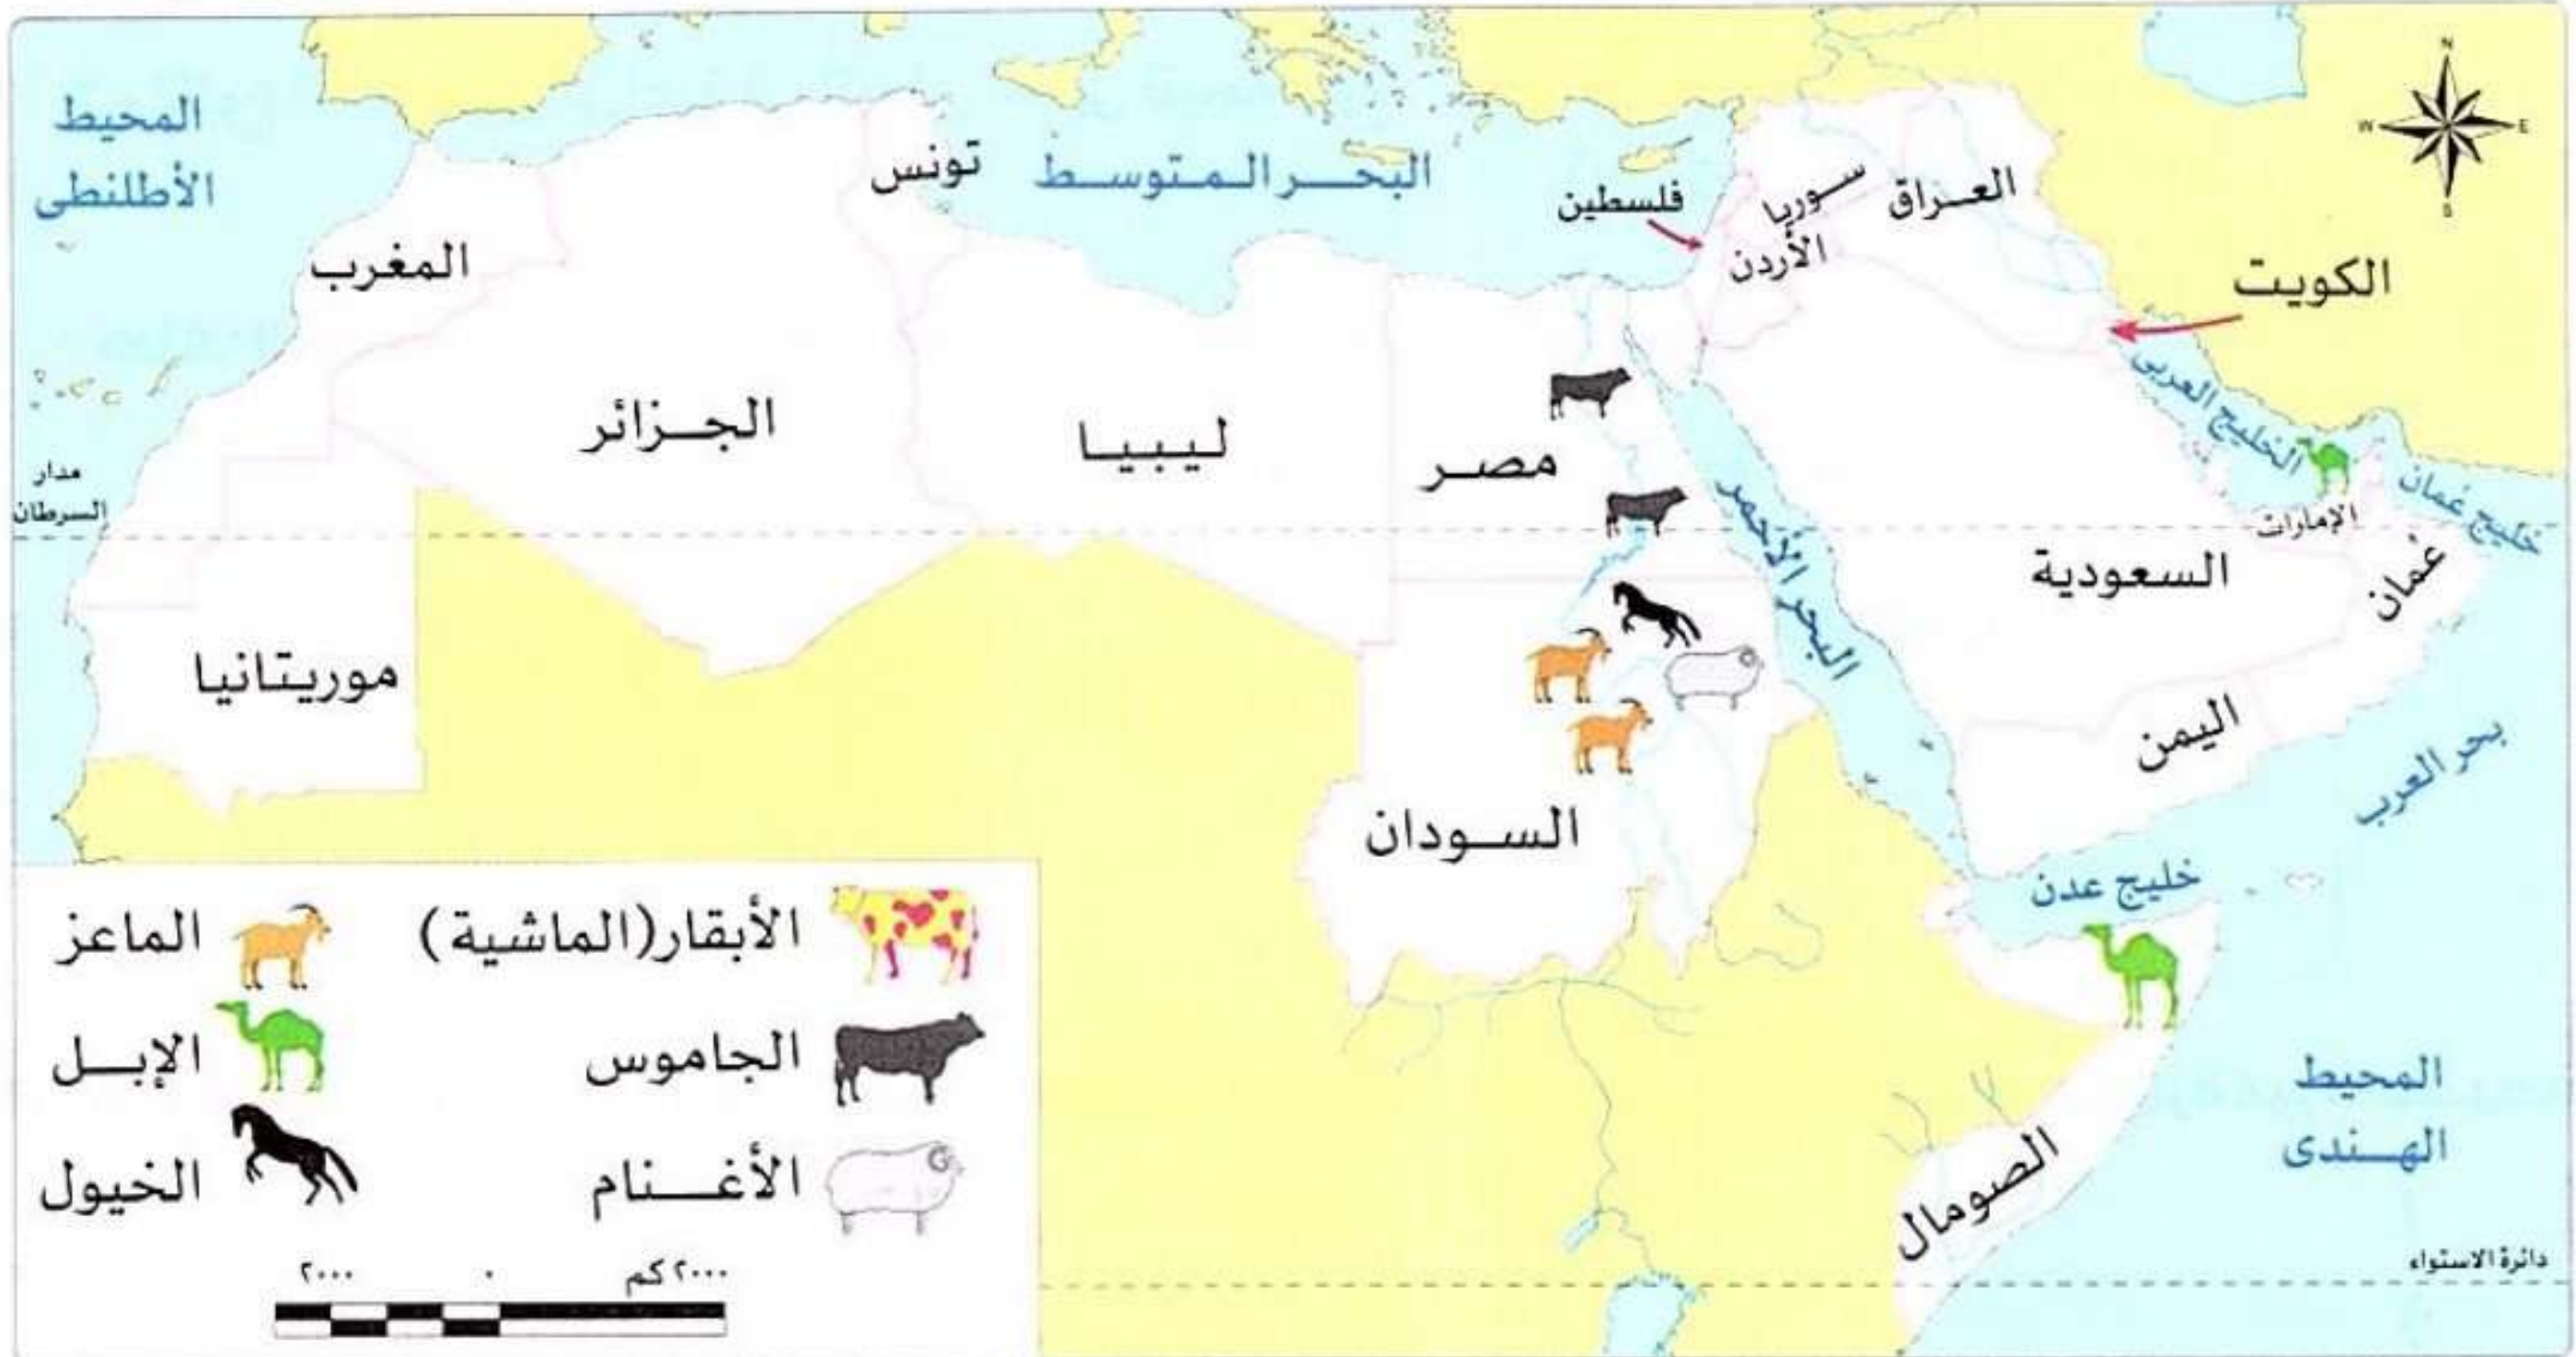 N
W
E
S
المحيط
الأطلنطى
تونس
البحر المتوسط
فلسطين
سوريا
العراق
الأردن
الكويت
المغرب
الخليج العربى
الجزائر
ليبيا
مصر
مدار
السرطان
البحر الأحمر
خليج عُمان
الإمارات
السعودية
عُمان
موريتانيا
اليمن
بحر العرب
السودان
خليج عدن
الأبقار(الماشية)
الماعز
الجاموس
الإبل
المحيط
الهندى
الأغنام
الخيول
الصومال
دائرة الاستواء
٢٠٠٠ كم
٠
٢٠٠٠